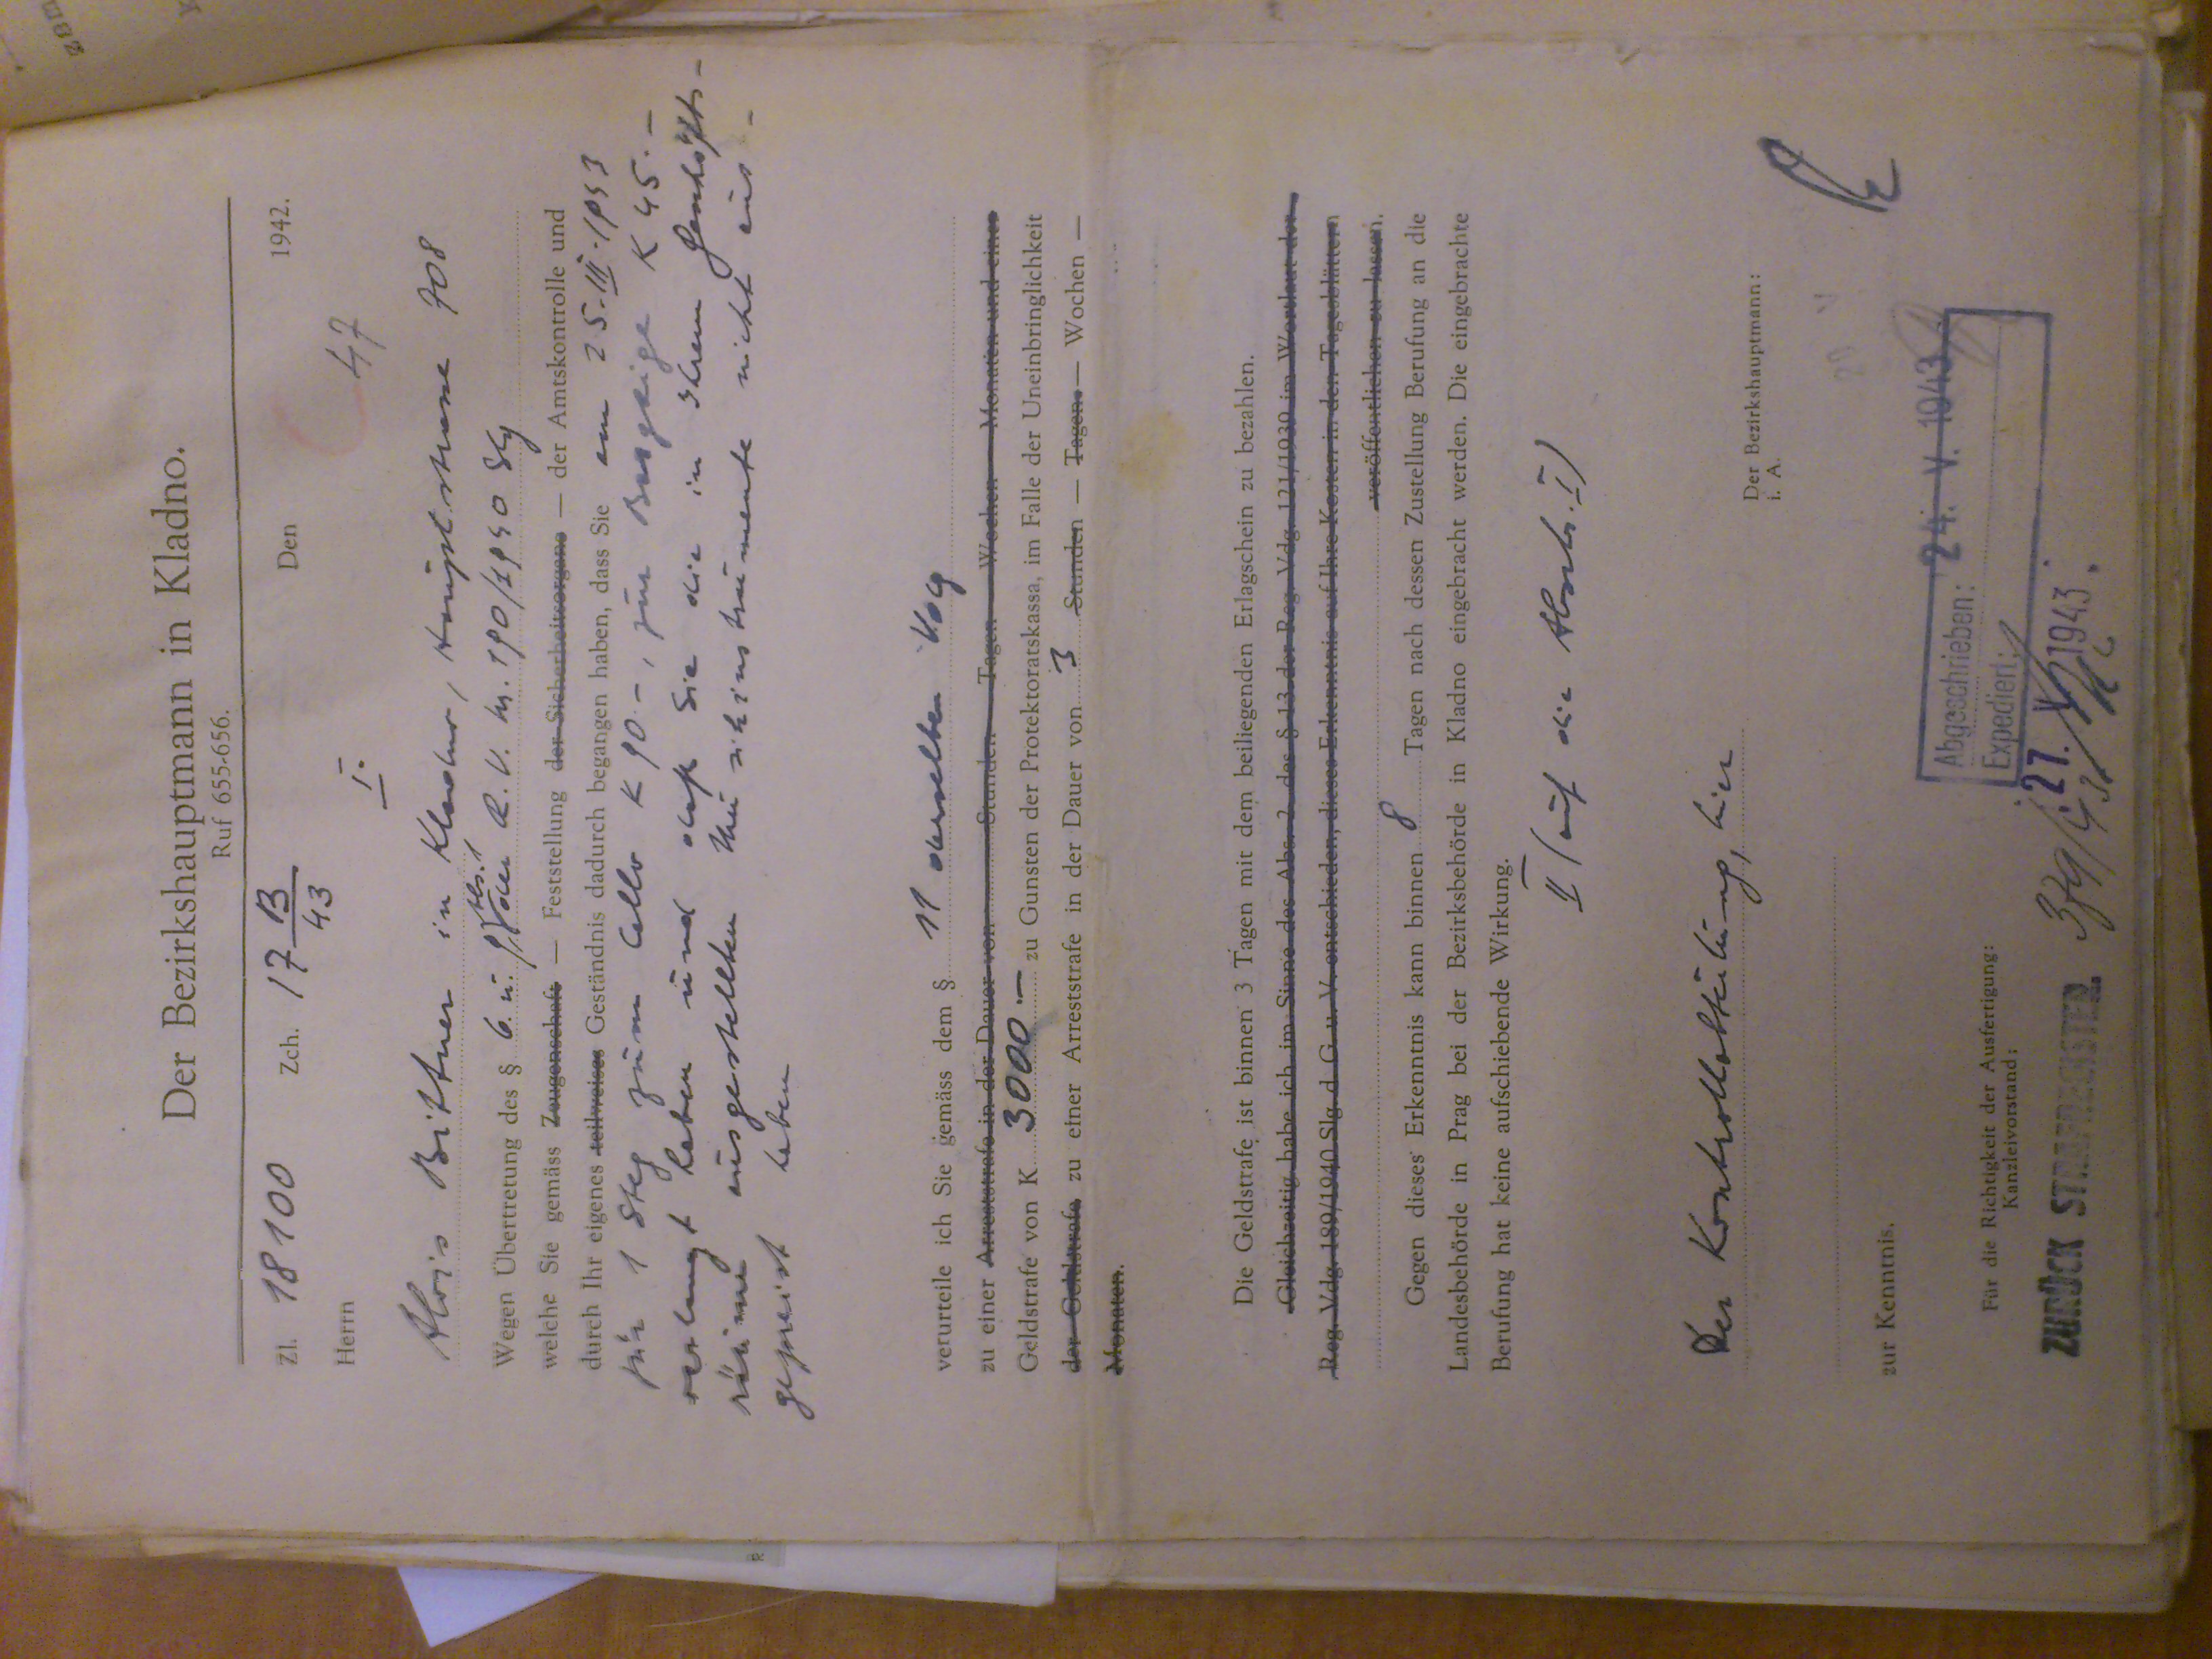 Der Bezirkshauptmann in Kladno.
Ruf 655-656.
Zl. 18100 Zch. 17 B/43 Den 1942.
Herrn
I. 47
Alois Bittner in Kladno, Hauptstrasse 708
Wegen Übertretung des § 6. u. 9, Abs. 1 der R. V. Nr. 190/1940 Slg
welche Sie gemäss Zeugenschaft — Feststellung der Sicherheitsorgane — der Amtskontrolle und
durch Ihr eigenes teilweises Geständnis dadurch begangen haben, dass Sie am 25. III. 1943
für 1 Steg zum Cello K 90.-, zur Bassgeige K 45.-
verlangt haben und daß Sie die in Ihrem Geschäfts-
raume ausgestellten Musikinstrumente nicht aus-
gepreist haben
verurteile ich Sie gemäss dem § 11 derselben Vdg
zu einer Arreststrafe in der Dauer von Stunden Tagen Wochen Monaten und einer
Geldstrafe von K 3000.- zu Gunsten der Protektoratskassa, im Falle der Uneinbringlichkeit
der Geldstrafe zu einer Arreststrafe in der Dauer von 3 Stunden — Tagen — Wochen —
Monaten.
Die Geldstrafe ist binnen 3 Tagen mit dem beiliegenden Erlagschein zu bezahlen.
Gleichzeitig habe ich im Sinne des Abs. 2. des § 13 der Reg. Vdg. 121/1939 im Wortlaut der
Reg. Vdg. 189/1940 Slg. d. G. u. V. entschieden, dieses Erkenntnis auf Ihre Kosten in den Tagesblättern
veröffentlichen zu lassen.
Gegen dieses Erkenntnis kann binnen 8 Tagen nach dessen Zustellung Berufung an die
Landesbehörde in Prag bei der Bezirksbehörde in Kladno eingebracht werden. Die eingebrachte
Berufung hat keine aufschiebende Wirkung.
II (auf die Abschr. I)
Der Kontrollabteilung, hier
Der Bezirkshauptmann:
i. A.
zur Kenntnis.
Abgeschrieben: 24. V. 1943
Expediert:
27. V. 1943
Für die Richtigkeit der Ausfertigung:
Kanzleivorstand:
ZURÜCK STRAFREGISTER. 379/43